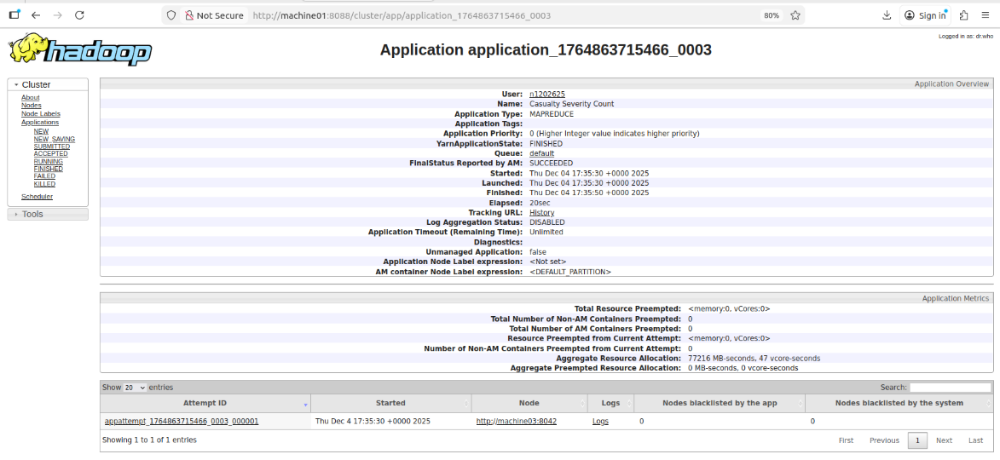 Not Secure http://machine01:8088/cluster/app/application_1764863715466_0003 80% Sign in
Logged in as: dr.who
hadoop
Application application_1764863715466_0003
Cluster
About
Nodes
Node Labels
Applications
NEW
NEW_SAVING
SUBMITTED
ACCEPTED
RUNNING
FINISHED
FAILED
KILLED
Scheduler
Tools
Application Overview
User: n1202625
Name: Casualty Severity Count
Application Type: MAPREDUCE
Application Tags:
Application Priority: 0 (Higher Integer value indicates higher priority)
YarnApplicationState: FINISHED
Queue: default
FinalStatus Reported by AM: SUCCEEDED
Started: Thu Dec 04 17:35:30 +0000 2025
Launched: Thu Dec 04 17:35:30 +0000 2025
Finished: Thu Dec 04 17:35:50 +0000 2025
Elapsed: 20sec
Tracking URL: History
Log Aggregation Status: DISABLED
Application Timeout (Remaining Time): Unlimited
Diagnostics:
Unmanaged Application: false
Application Node Label expression: <Not set>
AM container Node Label expression: <DEFAULT_PARTITION>
Application Metrics
Total Resource Preempted: <memory:0, vCores:0>
Total Number of Non-AM Containers Preempted: 0
Total Number of AM Containers Preempted: 0
Resource Preempted from Current Attempt: <memory:0, vCores:0>
Number of Non-AM Containers Preempted from Current Attempt: 0
Aggregate Resource Allocation: 77216 MB-seconds, 47 vcore-seconds
Aggregate Preempted Resource Allocation: 0 MB-seconds, 0 vcore-seconds
Show 20 entries Search:
Attempt ID Started Node Logs Nodes blacklisted by the app Nodes blacklisted by the system
appattempt_1764863715466_0003_000001 Thu Dec 4 17:35:30 +0000 2025 http://machine03:8042 Logs 0 0
Showing 1 to 1 of 1 entries First Previous 1 Next Last